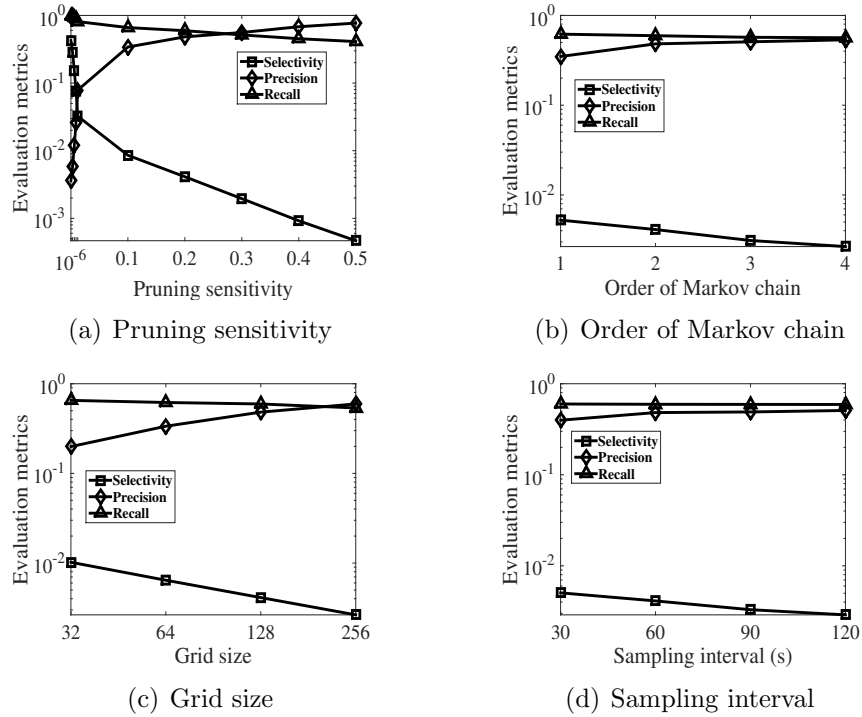 10^0
10^-1
10^-2
10^-3
Evaluation metrics
Selectivity
Precision
Recall
10^-6 0.1 0.2 0.3 0.4 0.5
Pruning sensitivity
(a) Pruning sensitivity
10^0
10^-1
10^-2
Evaluation metrics
Selectivity
Precision
Recall
1 2 3 4
Order of Markov chain
(b) Order of Markov chain
10^0
10^-1
10^-2
Evaluation metrics
Selectivity
Precision
Recall
32 64 128 256
Grid size
(c) Grid size
10^0
10^-1
10^-2
Evaluation metrics
Selectivity
Precision
Recall
30 60 90 120
Sampling interval (s)
(d) Sampling interval